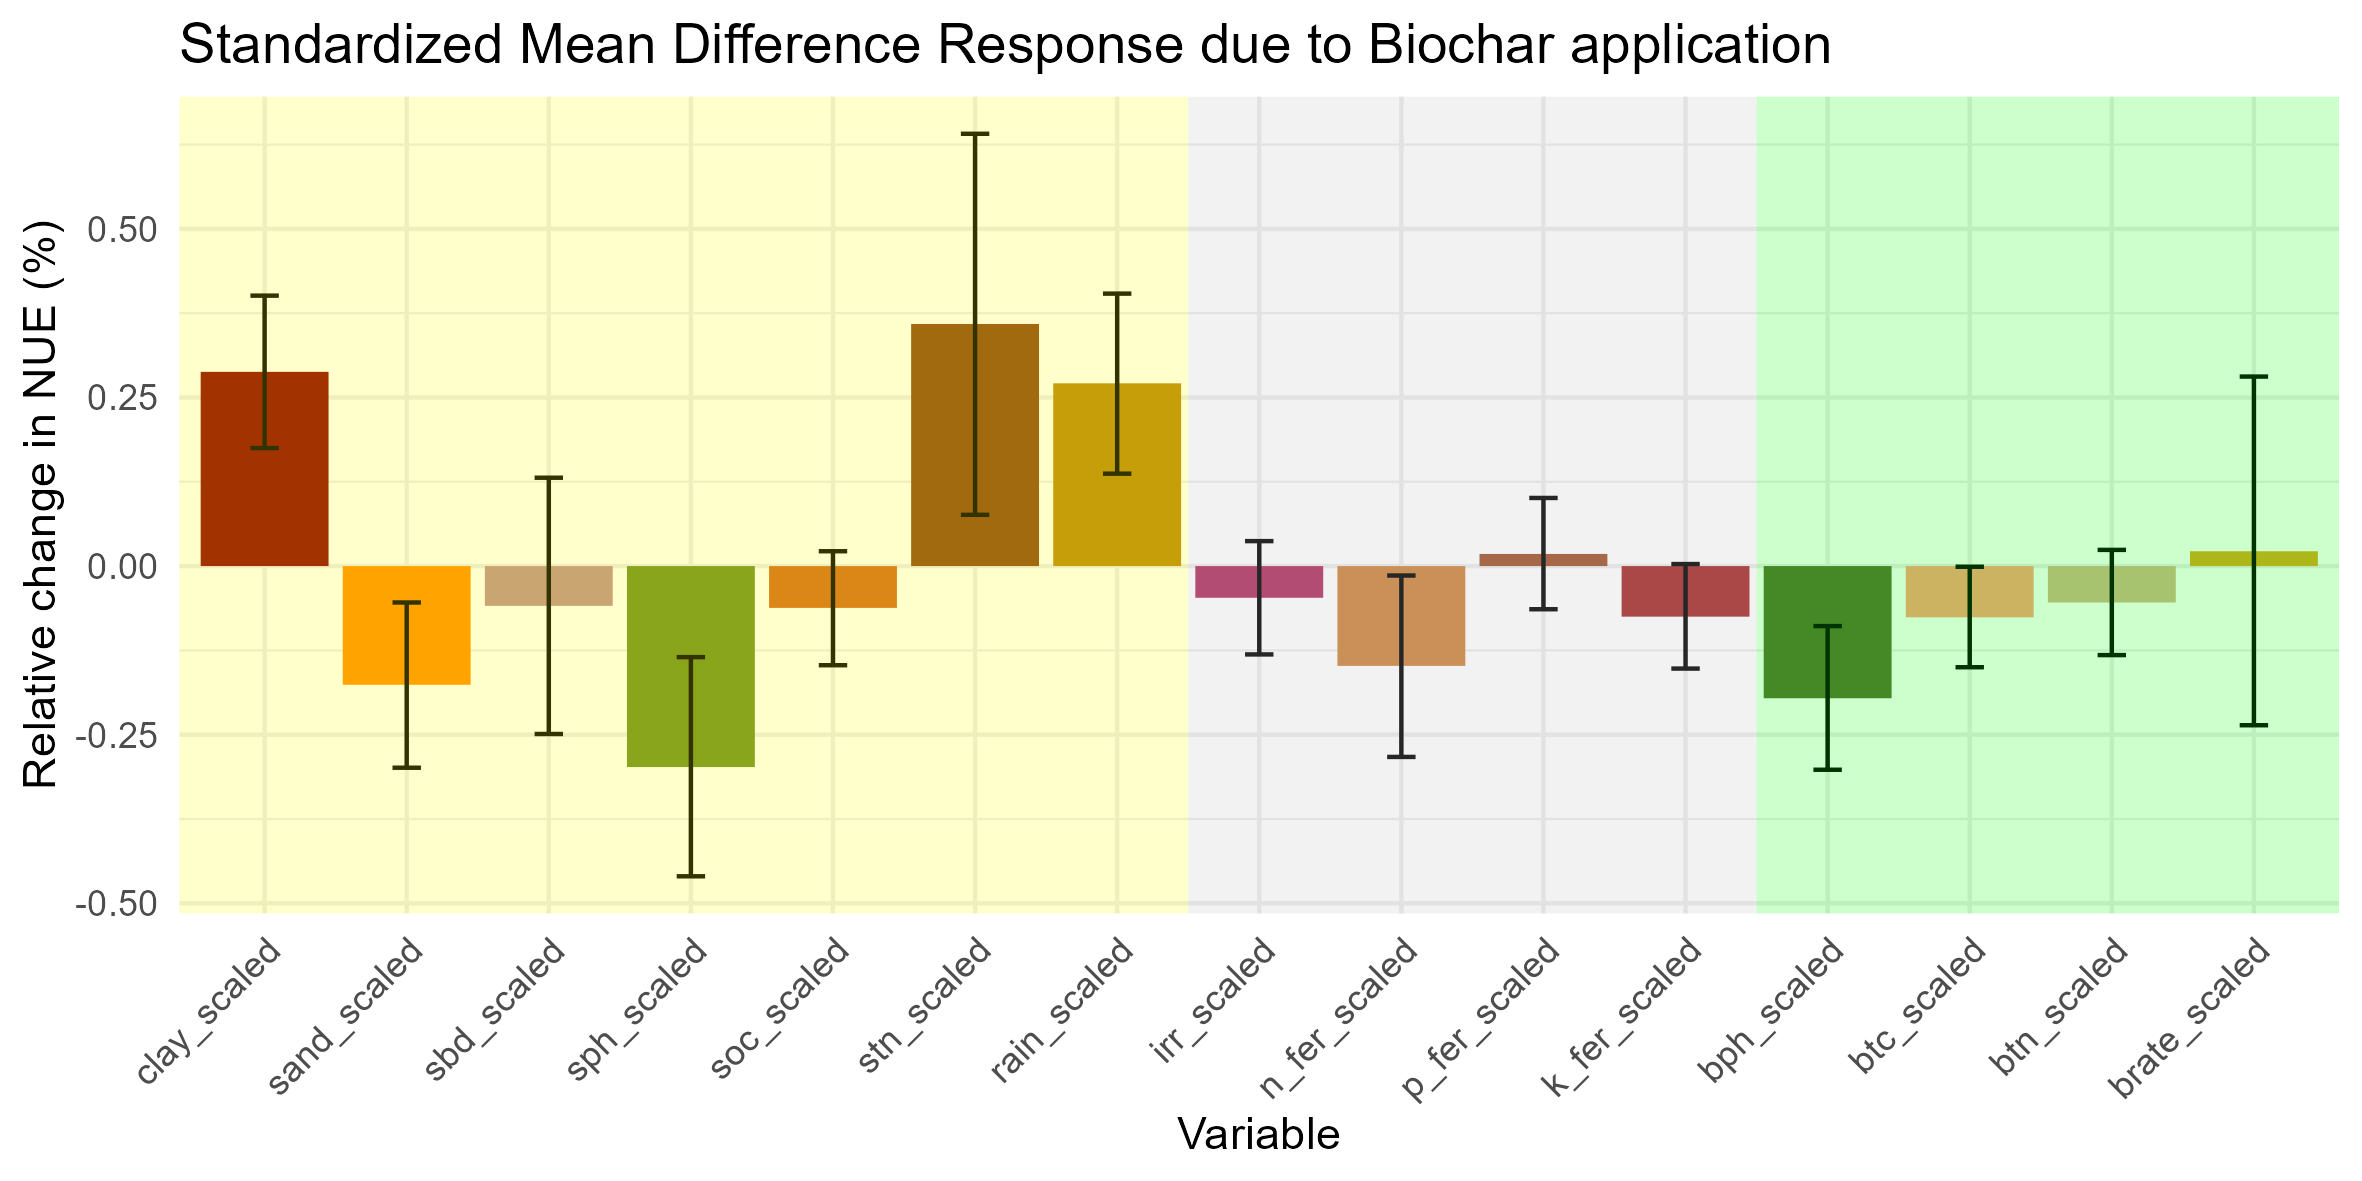 Standardized Mean Difference Response due to Biochar application
Relative change in NUE (%)
0.50
0.25
0.00
-0.25
-0.50
clay_scaled
sand_scaled
sbd_scaled
sph_scaled
soc_scaled
stn_scaled
rain_scaled
irr_scaled
n_fer_scaled
p_fer_scaled
k_fer_scaled
bph_scaled
btc_scaled
btn_scaled
brate_scaled
Variable